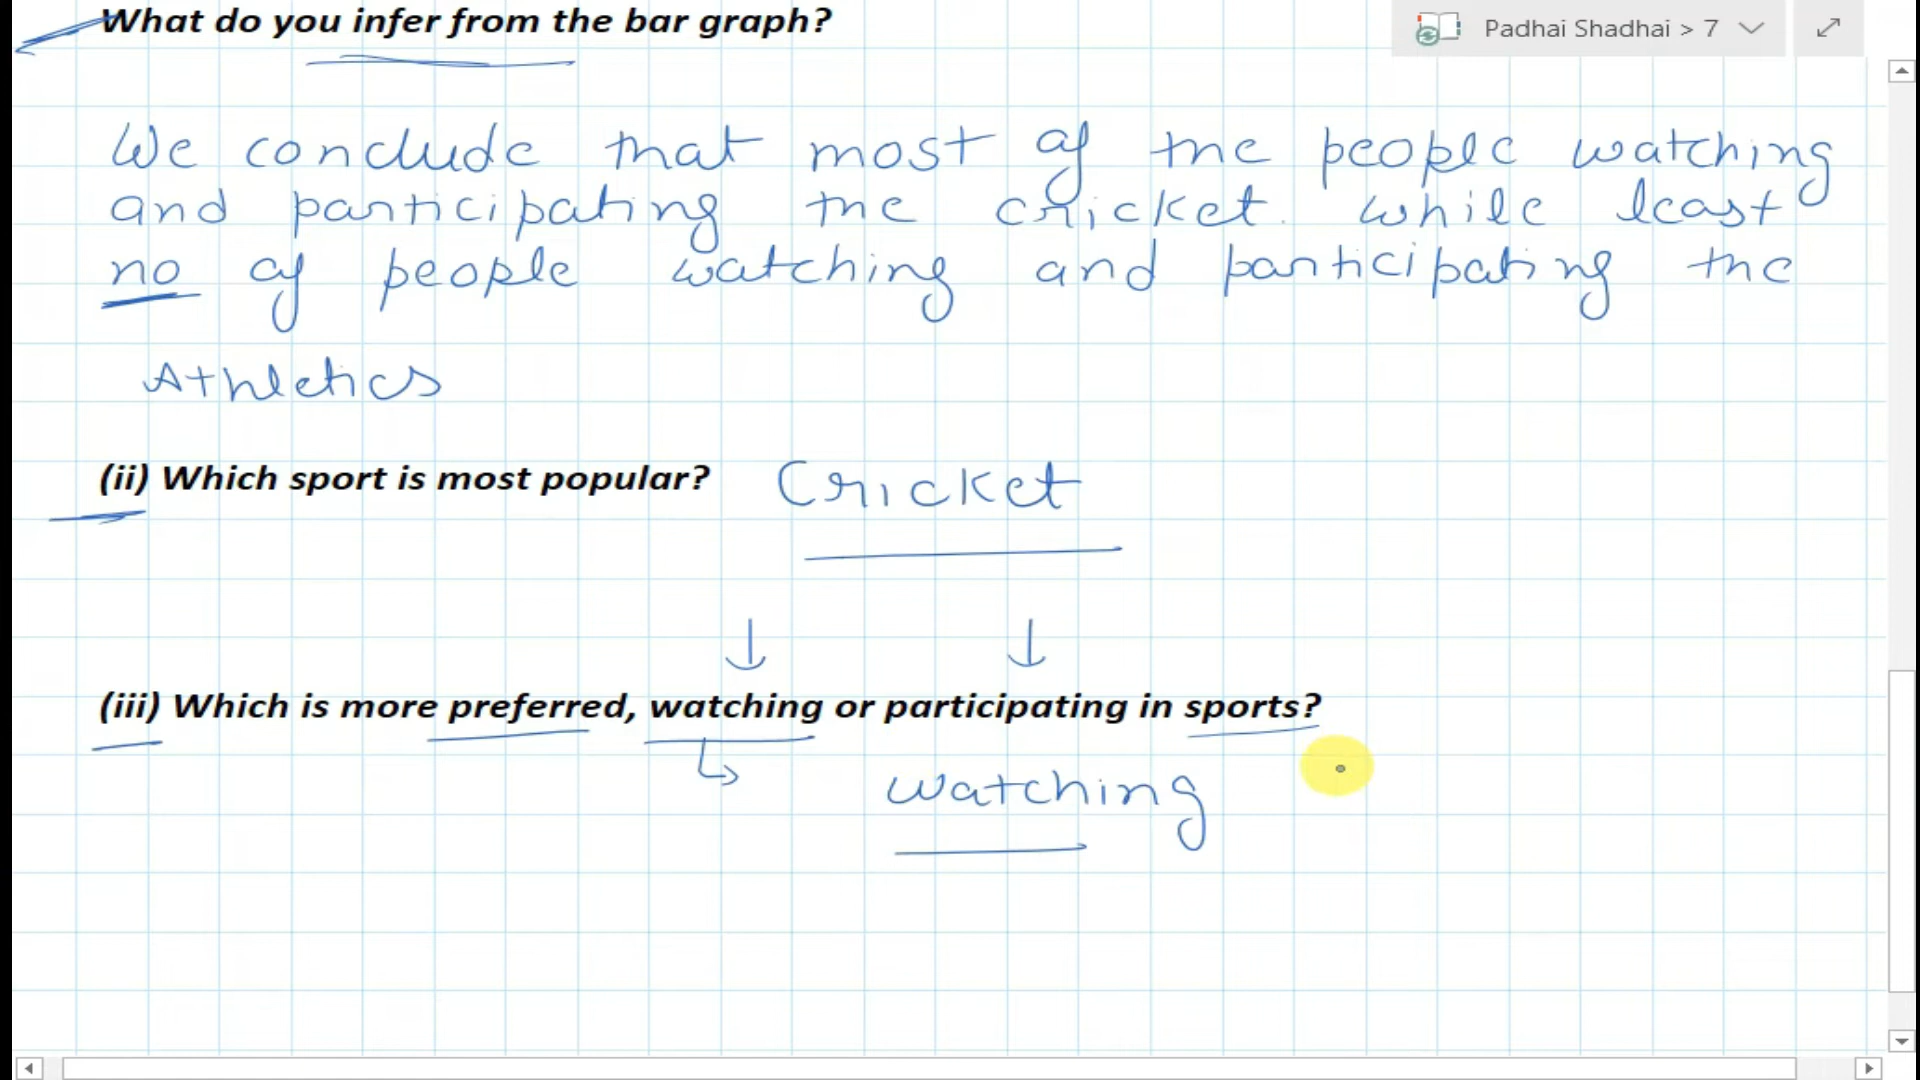 What do you infer from the bar graph?
Padhai Shadhai > 7
We conclude that most of the people watching
and participating the cricket. while least
no of people watching and participating the
Athletics
(ii) Which sport is most popular? Cricket
(iii) Which is more preferred, watching or participating in sports?
watching